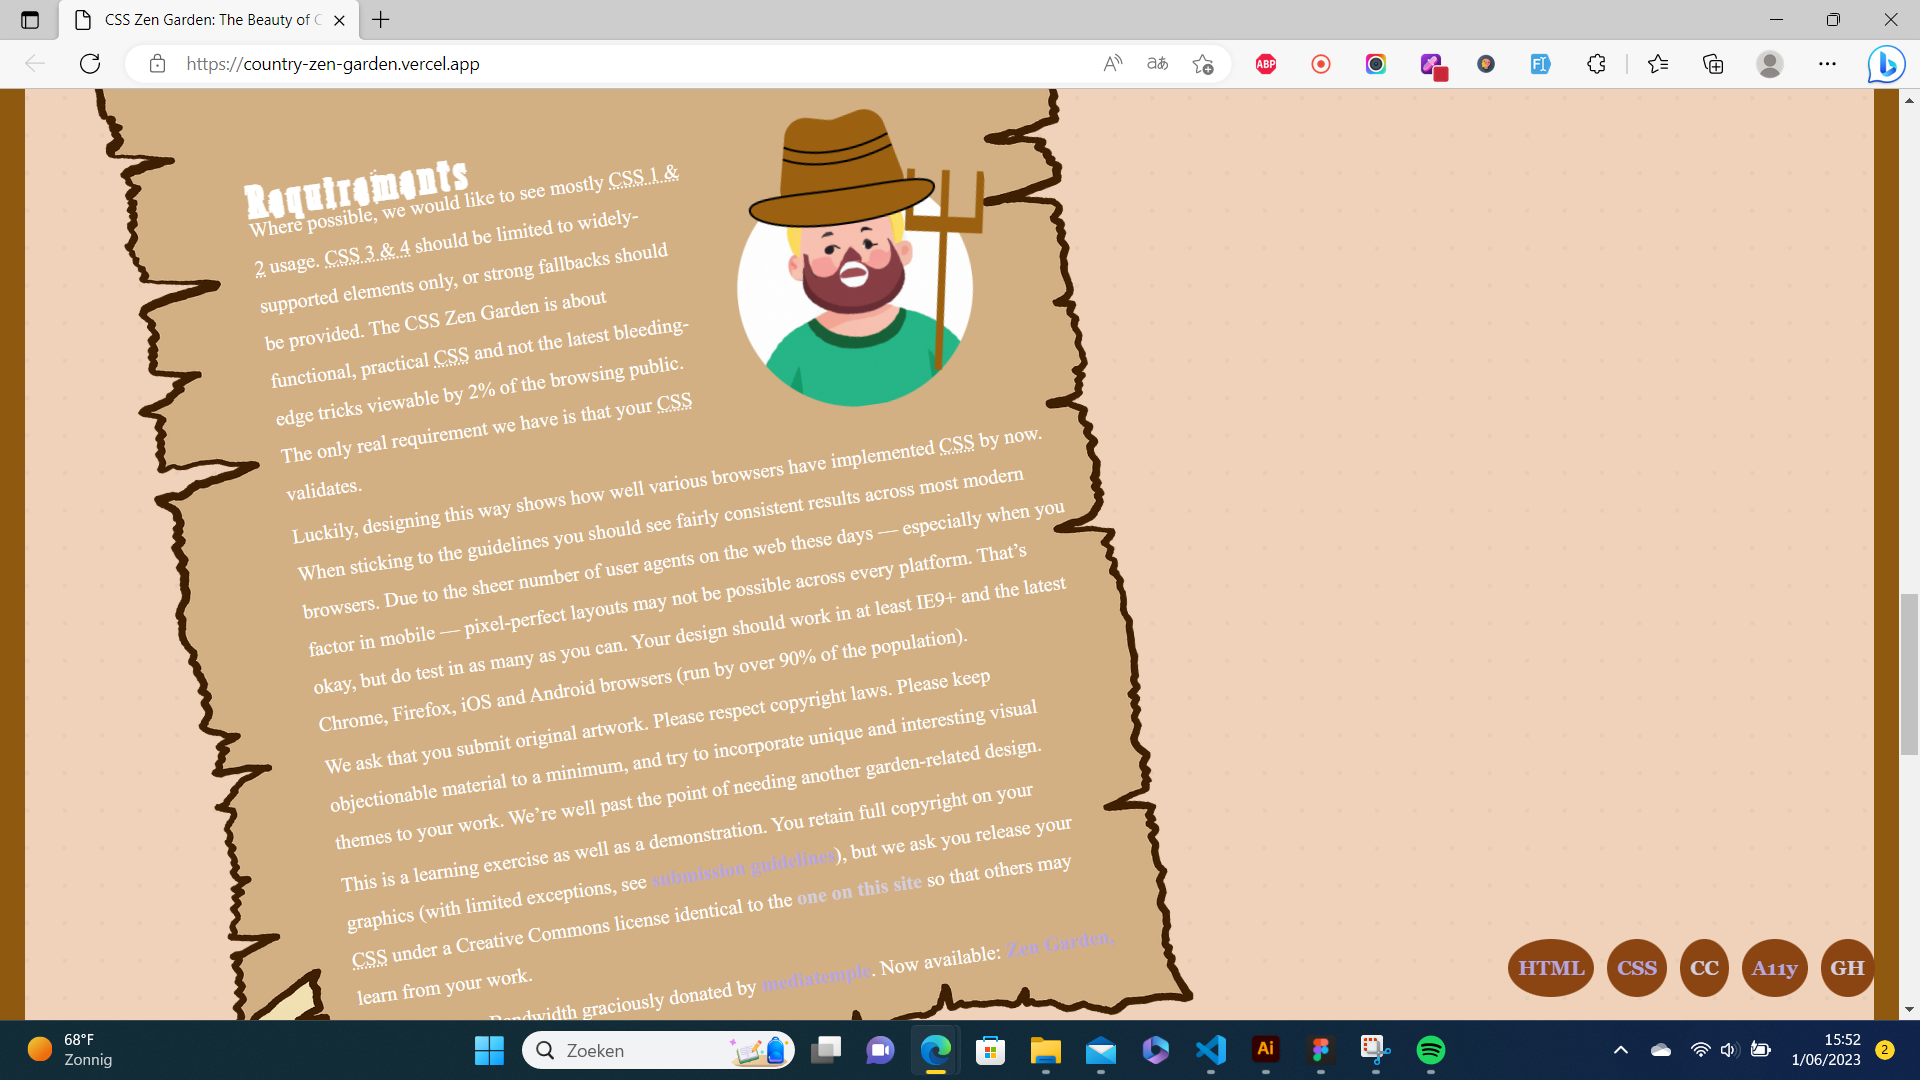 CSS Zen Garden: The Beauty of C
https://country-zen-garden.vercel.app
ABP
Requirements
Where possible, we would like to see mostly CSS 1 &
2 usage. CSS 3 & 4 should be limited to widely-
supported elements only, or strong fallbacks should
be provided. The CSS Zen Garden is about
functional, practical CSS and not the latest bleeding-
edge tricks viewable by 2% of the browsing public.
The only real requirement we have is that your CSS
validates.
Luckily, designing this way shows how well various browsers have implemented CSS by now.
When sticking to the guidelines you should see fairly consistent results across most modern
browsers. Due to the sheer number of user agents on the web these days — especially when you
factor in mobile — pixel-perfect layouts may not be possible across every platform. That’s
okay, but do test in as many as you can. Your design should work in at least IE9+ and the latest
Chrome, Firefox, iOS and Android browsers (run by over 90% of the population).
We ask that you submit original artwork. Please respect copyright laws. Please keep
objectionable material to a minimum, and try to incorporate unique and interesting visual
themes to your work. We’re well past the point of needing another garden-related design.
This is a learning exercise as well as a demonstration. You retain full copyright on your
graphics (with limited exceptions, see submission guidelines), but we ask you release your
CSS under a Creative Commons license identical to the one on this site so that others may
learn from your work.
Bandwidth graciously donated by mediatemple. Now available: Zen Garden,
HTML CSS CC A11y GH
68°F
Zonnig
Zoeken
Ai
15:52
1/06/2023
2